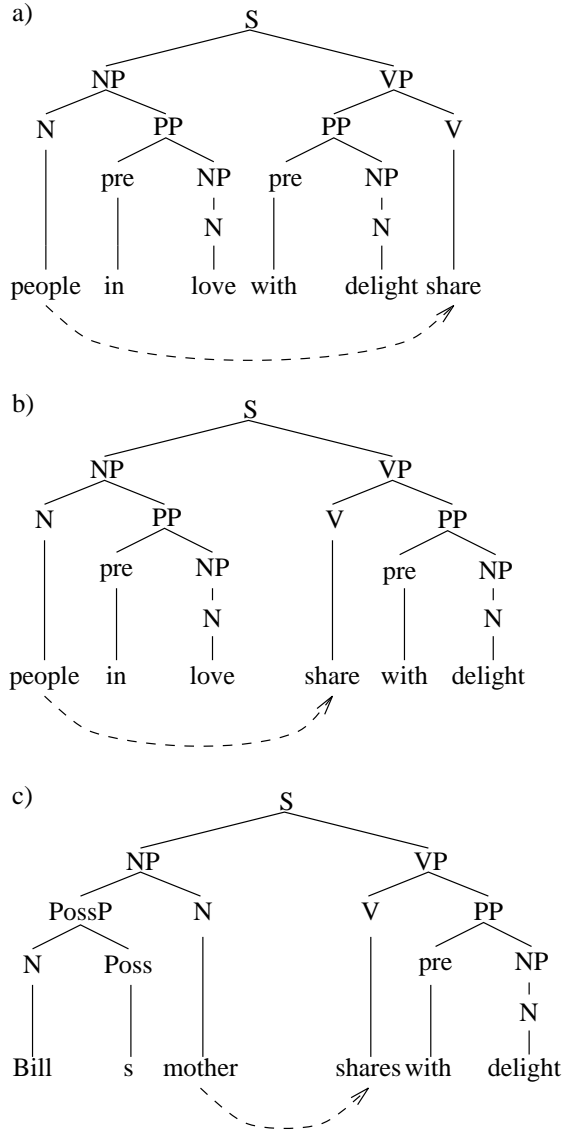 a)
S
NP VP
N PP PP V
pre NP pre NP
N N
people in love with delight share
b)
S
NP VP
N PP V PP
pre NP pre NP
N N
people in love share with delight
c)
S
NP VP
PossP N V PP
N Poss pre NP
N
Bill s mother shares with delight